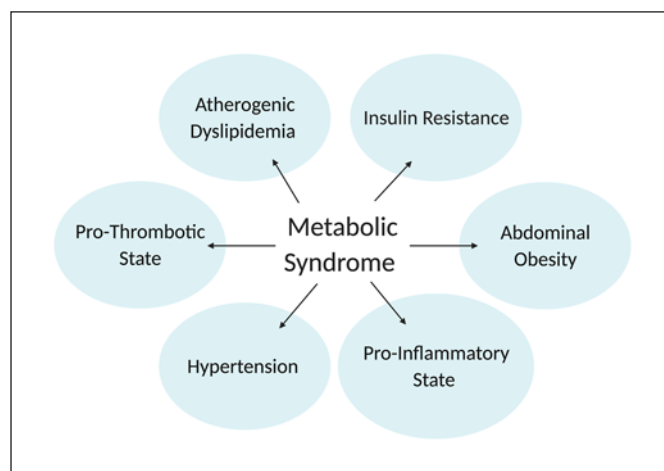 Atherogenic
Dyslipidemia
Insulin Resistance
Pro-Thrombotic
State
Metabolic
Syndrome
Abdominal
Obesity
Hypertension
Pro-Inflammatory
State